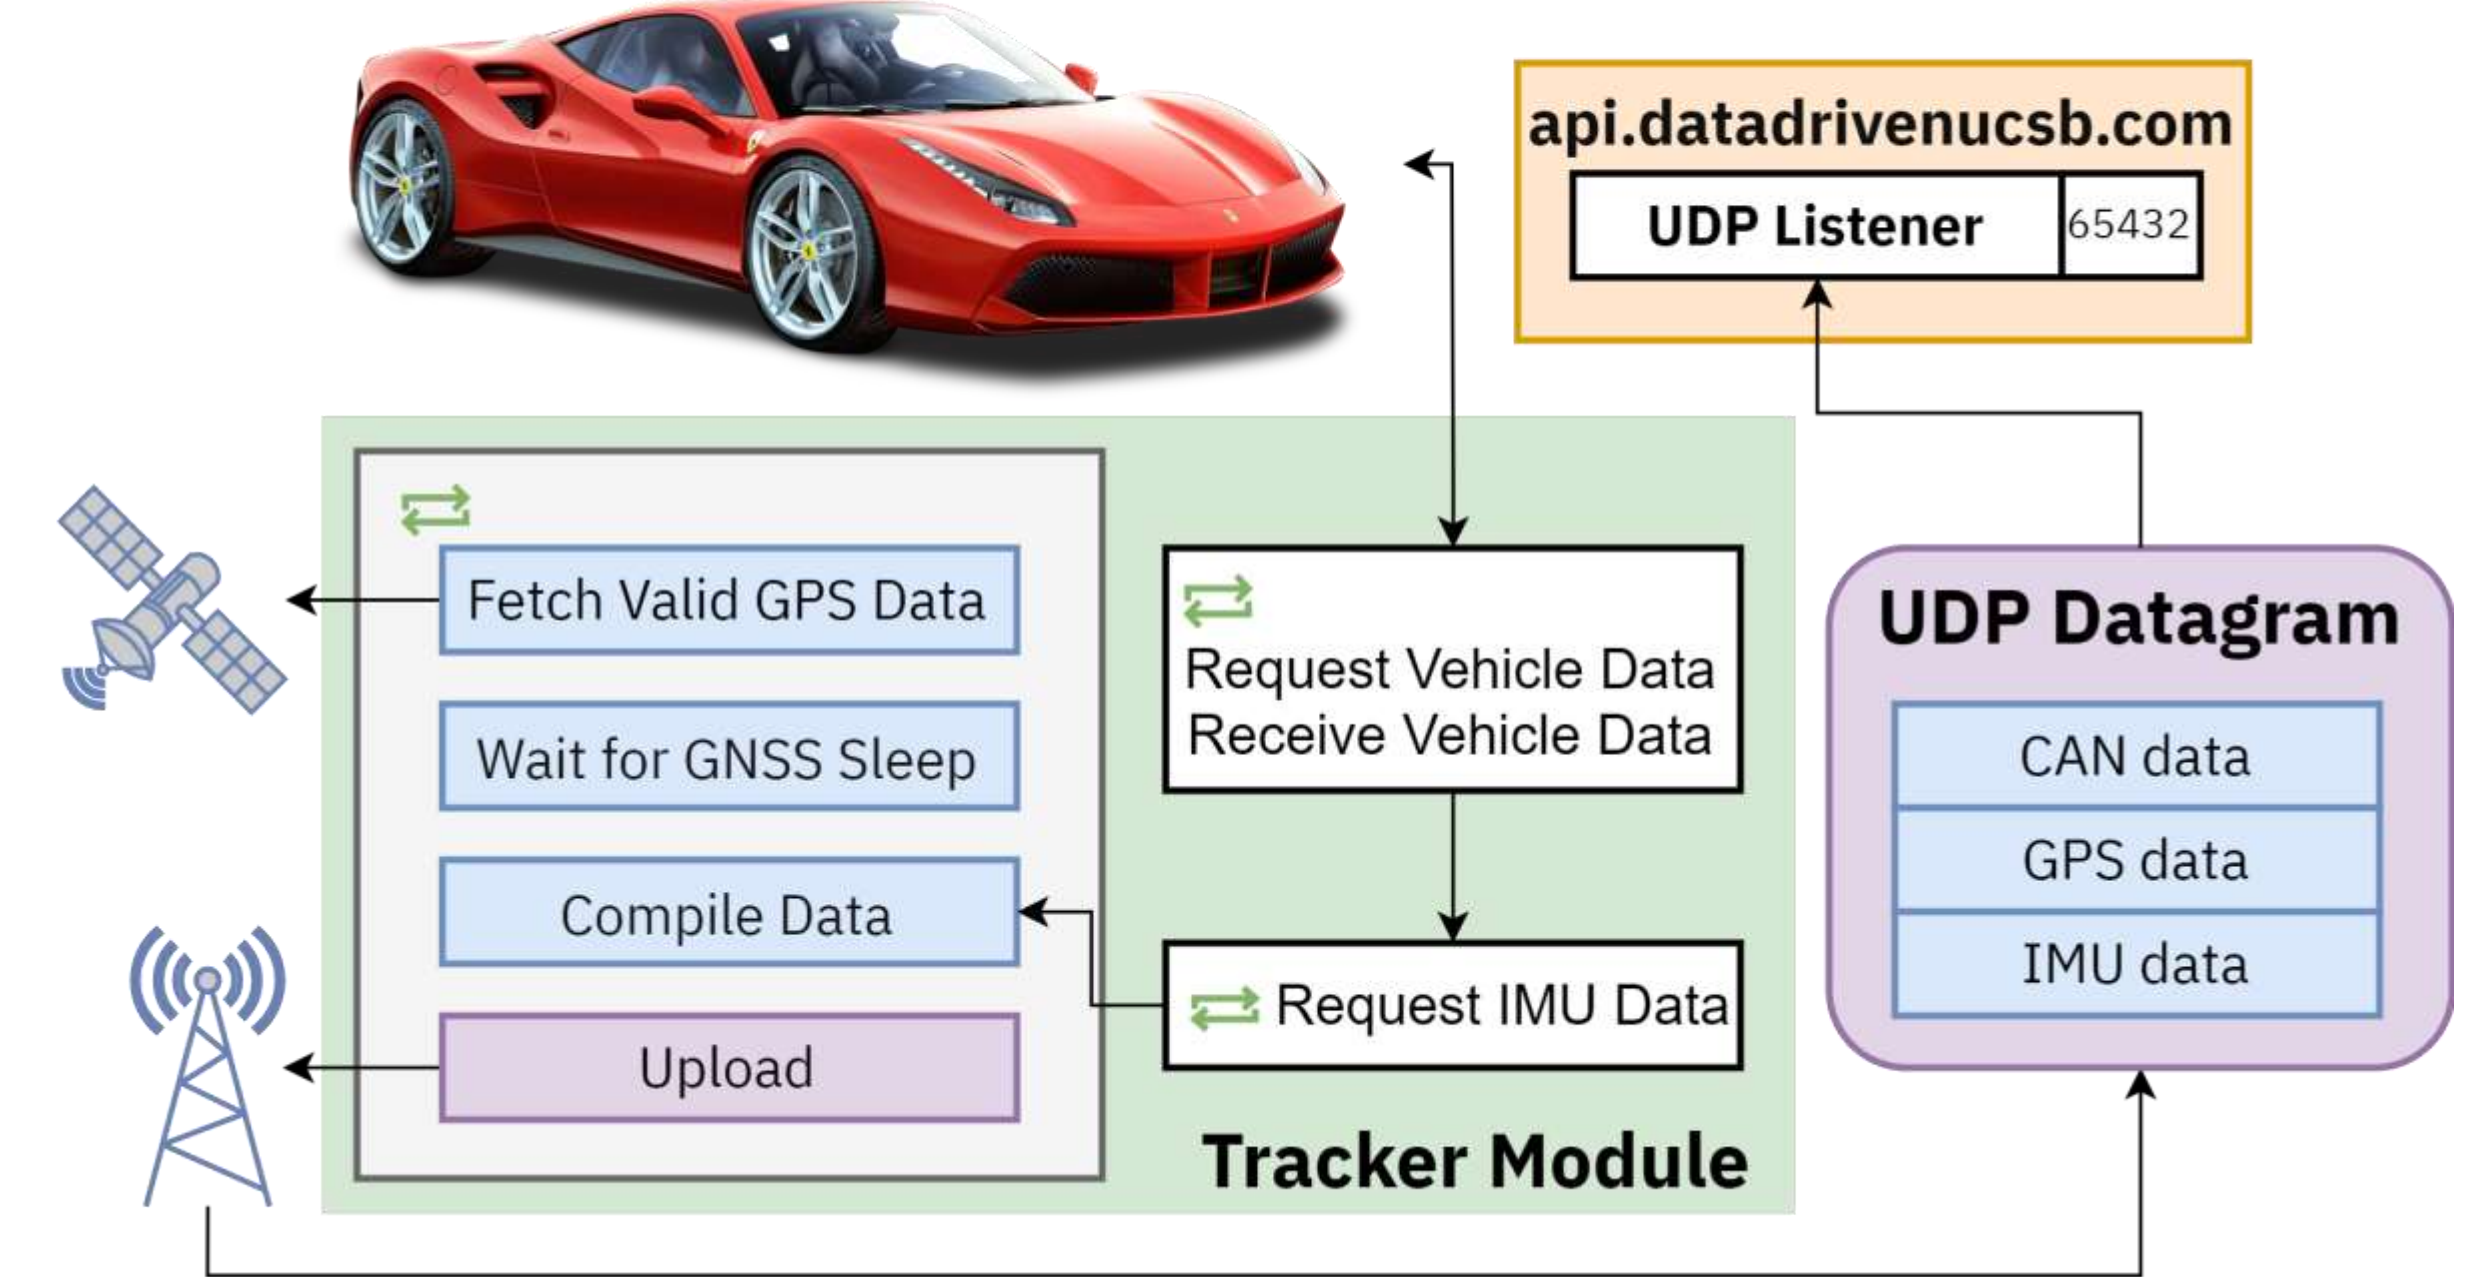 api.datadrivenucsb.com
UDP Listener
65432
Fetch Valid GPS Data
Wait for GNSS Sleep
Compile Data
Upload
Request Vehicle Data
Receive Vehicle Data
Request IMU Data
Tracker Module
UDP Datagram
CAN data
GPS data
IMU data